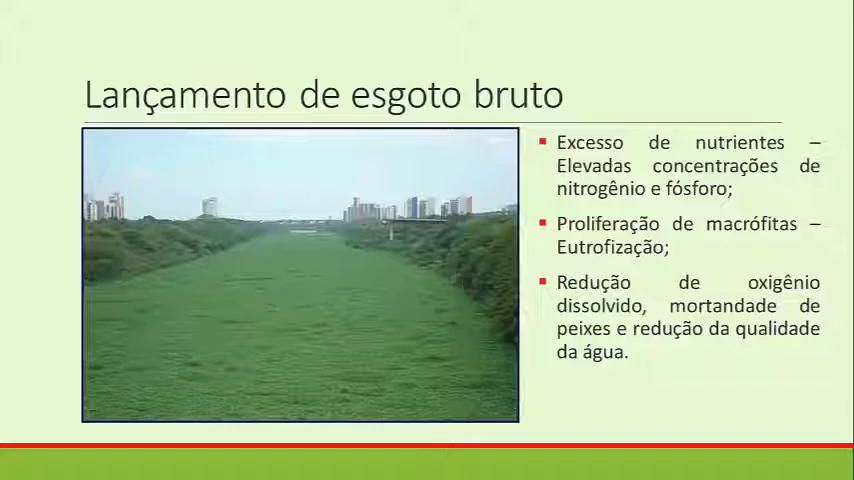 Lançamento de esgoto bruto
Excesso de nutrientes –
Elevadas concentrações de
nitrogênio e fósforo;
Proliferação de macrófitas –
Eutrofização;
Redução de oxigênio
dissolvido, mortandade de
peixes e redução da qualidade
da água.